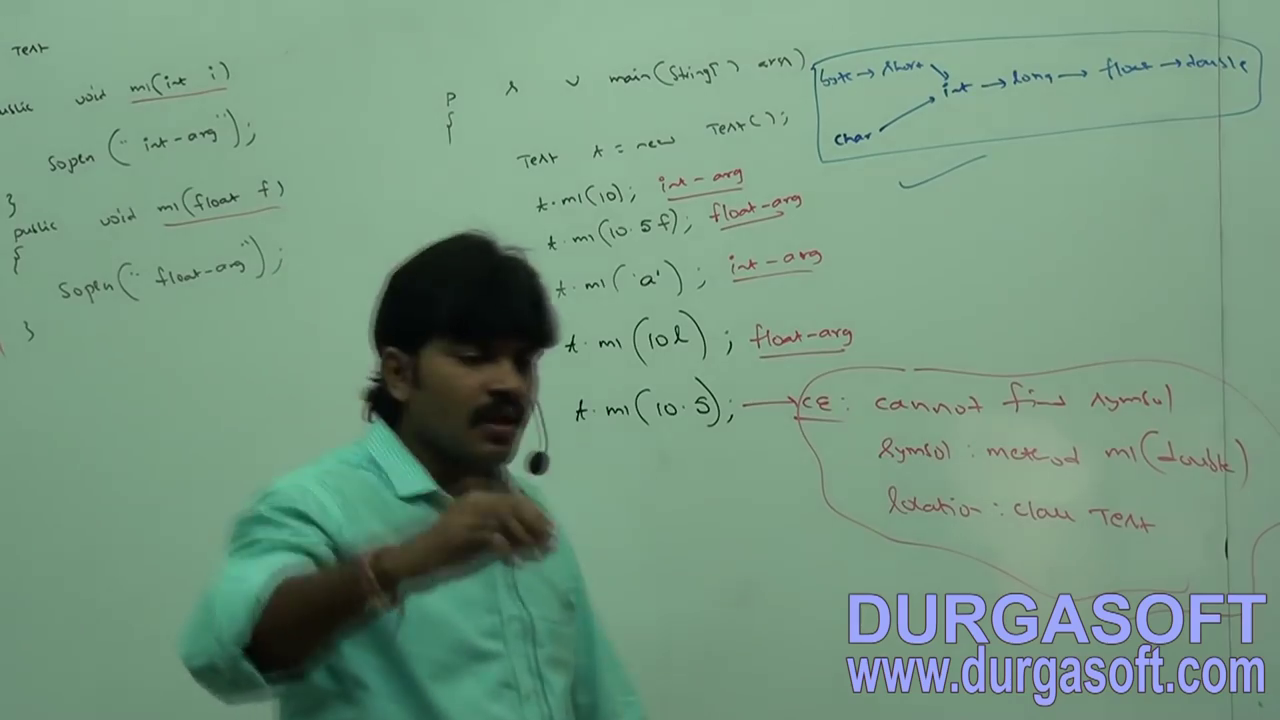 Test
public void m1(int i)
Sopln("int-arg");
}
public void m1(float f)
{
Sopln("float-arg");
}
P s v main(String[] args)
{
Test t = new Test();
t.m1(10); int-arg
t.m1(10.5f); float-arg
t.m1('a'); int-arg
t.m1(10l); float-arg
t.m1(10.5); → CE: cannot find symbol
symbol: method m1(double)
location: class Test
byte → short → int → long → float → double
char
DURGASOFT
www.durgasoft.com